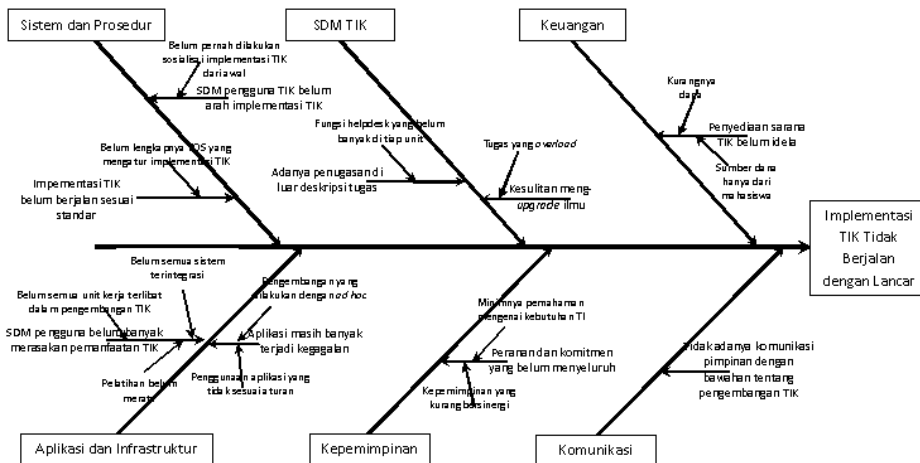 Sistem dan Prosedur
SDM TIK
Keuangan
Belum pernah dilakukan
sosialisai implementasi TIK
dari awal
SDM pengguna TIK belum
arah implementasi TIK
Belum lengkapnya IOS yang
mengatur implementasi TIK
Impementasi TIK
belum berjalan sesuai
standar
Fungsi helpdesk yang belum
banyak di tiap unit
Adanya penugasan di
luar deskripsi tugas
Tugas yang overload
Kesulitan meng-
upgrade ilmu
Kurangnya
dana
Penyediaan sarana
TIK belum idela
Sumber dana
hanya dari
mahasiswa
Implementasi
TIK Tidak
Berjalan
dengan Lancar
Belum semua sistem
terintegrasi
Belum semua unit kerja terlibat
dalam pengembangan TIK
SDM pengguna belum banyak
merasakan pemanfaatan TIK
Pelatihan belum
merata
Pengembangan yang
dilakukan dengan ad hoc
Aplikasi masih banyak
terjadi kegagalan
Penggunaan aplikasi yang
tidak sesuai aturan
Minimnya pemahaman
mengenai kebutuhan TI
Peranan dan komitmen
yang belum menyeluruh
Kepemimpinan yang
kurang bersinergi
Tidak adanya komunikasi
pimpinan dengan
bawahan tentang
pengembangan TIK
Aplikasi dan Infrastruktur
Kepemimpinan
Komunikasi